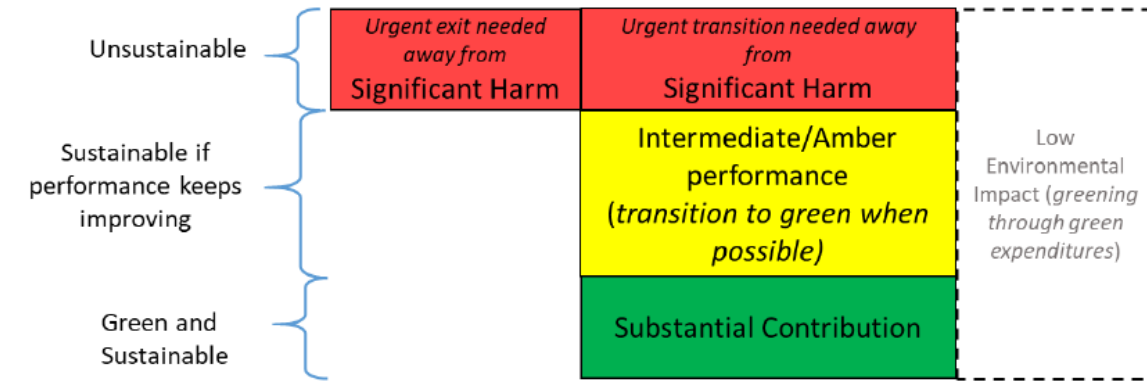 Unsustainable
Urgent exit needed
away from
Significant Harm
Urgent transition needed away
from
Significant Harm
Sustainable if
performance keeps
improving
Intermediate/Amber
performance
(transition to green when
possible)
Low
Environmental
Impact (greening
through green
expenditures)
Green and
Sustainable
Substantial Contribution